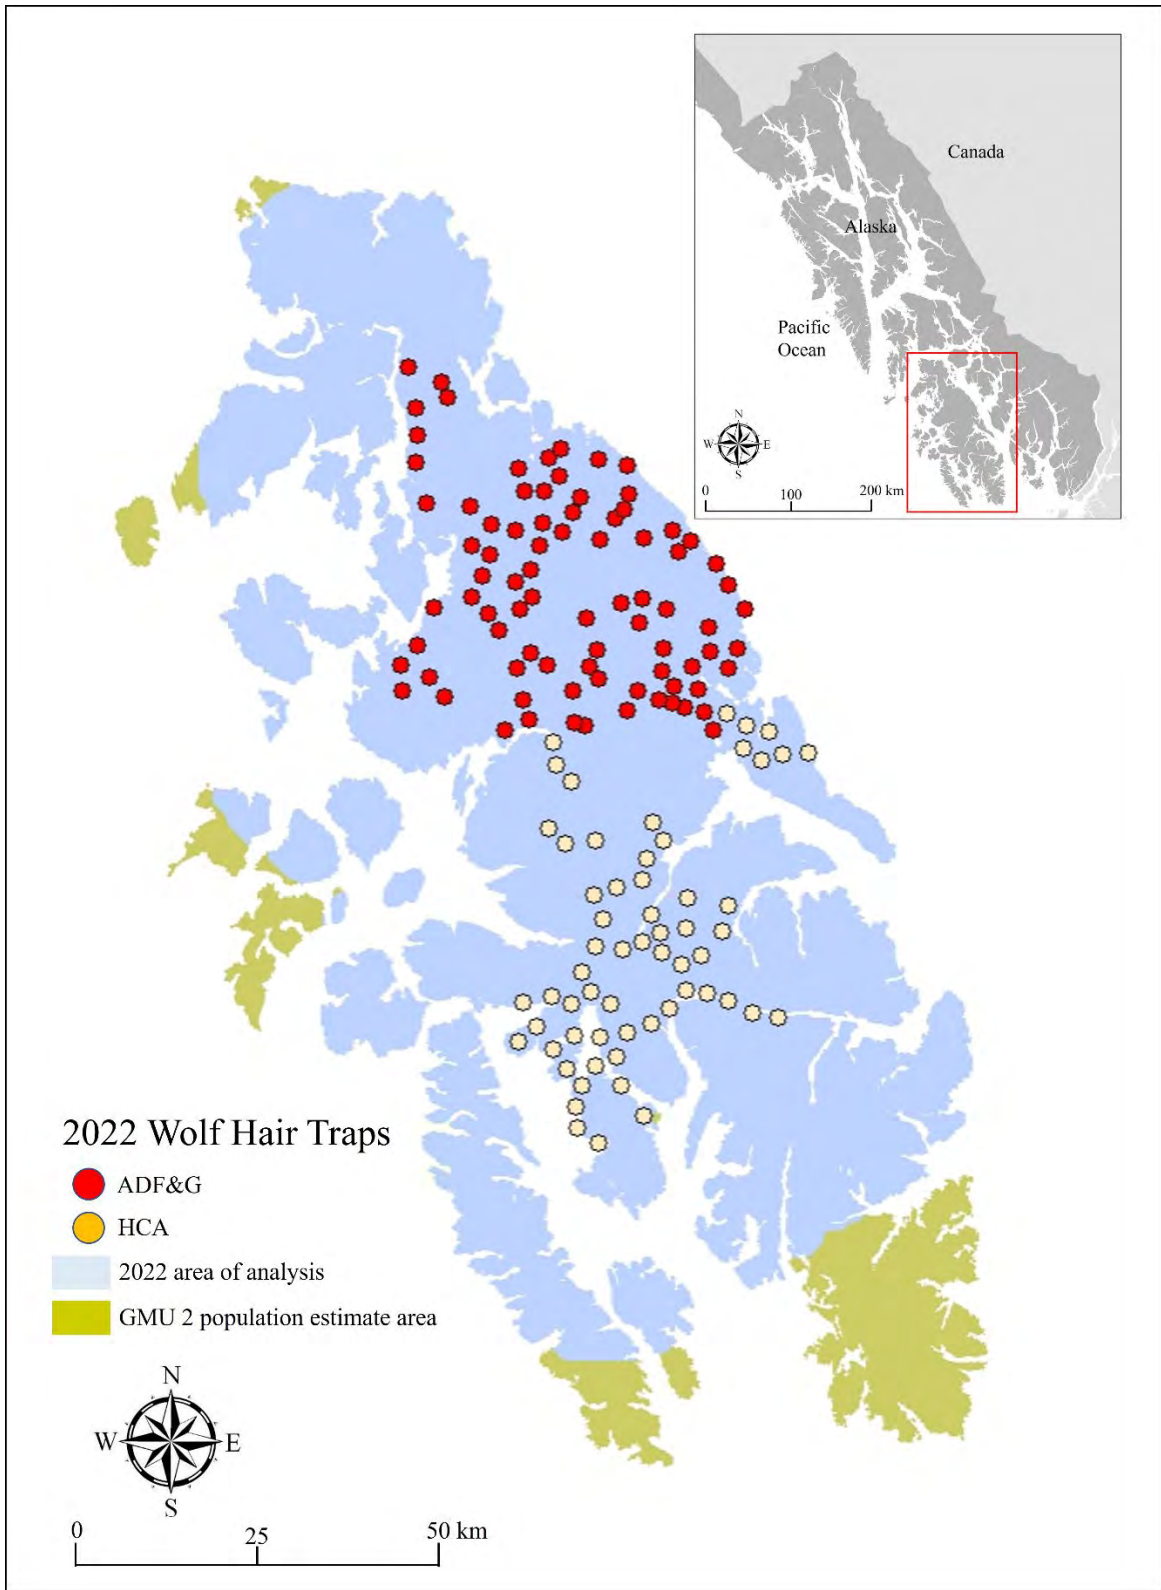 Canada
Alaska
Pacific
Ocean
N
W E
S
0 100 200 km
2022 Wolf Hair Traps
ADF&G
HCA
2022 area of analysis
GMU 2 population estimate area
N
W E
S
0 25 50 km